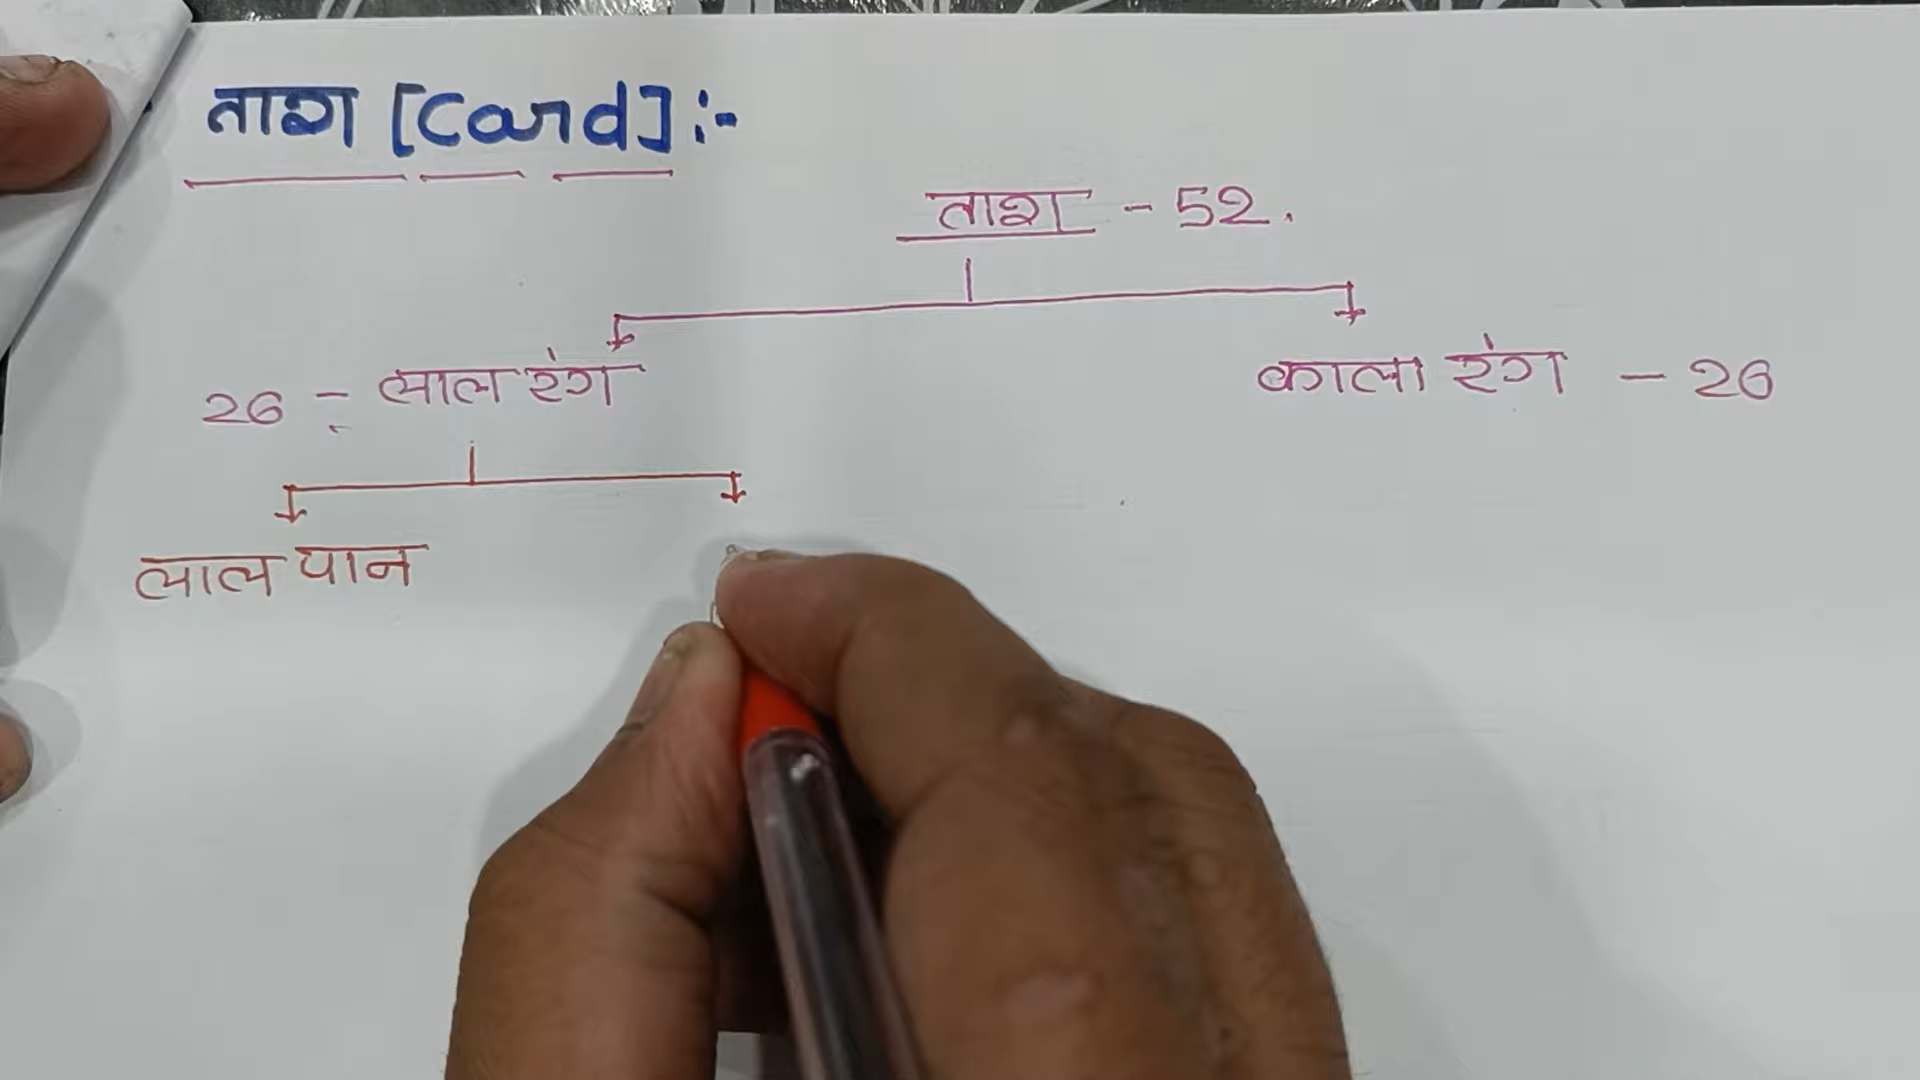 ताश [Card]:-
ताश - 52.
26 - लाल रंग
काला रंग - 26
लाल पान